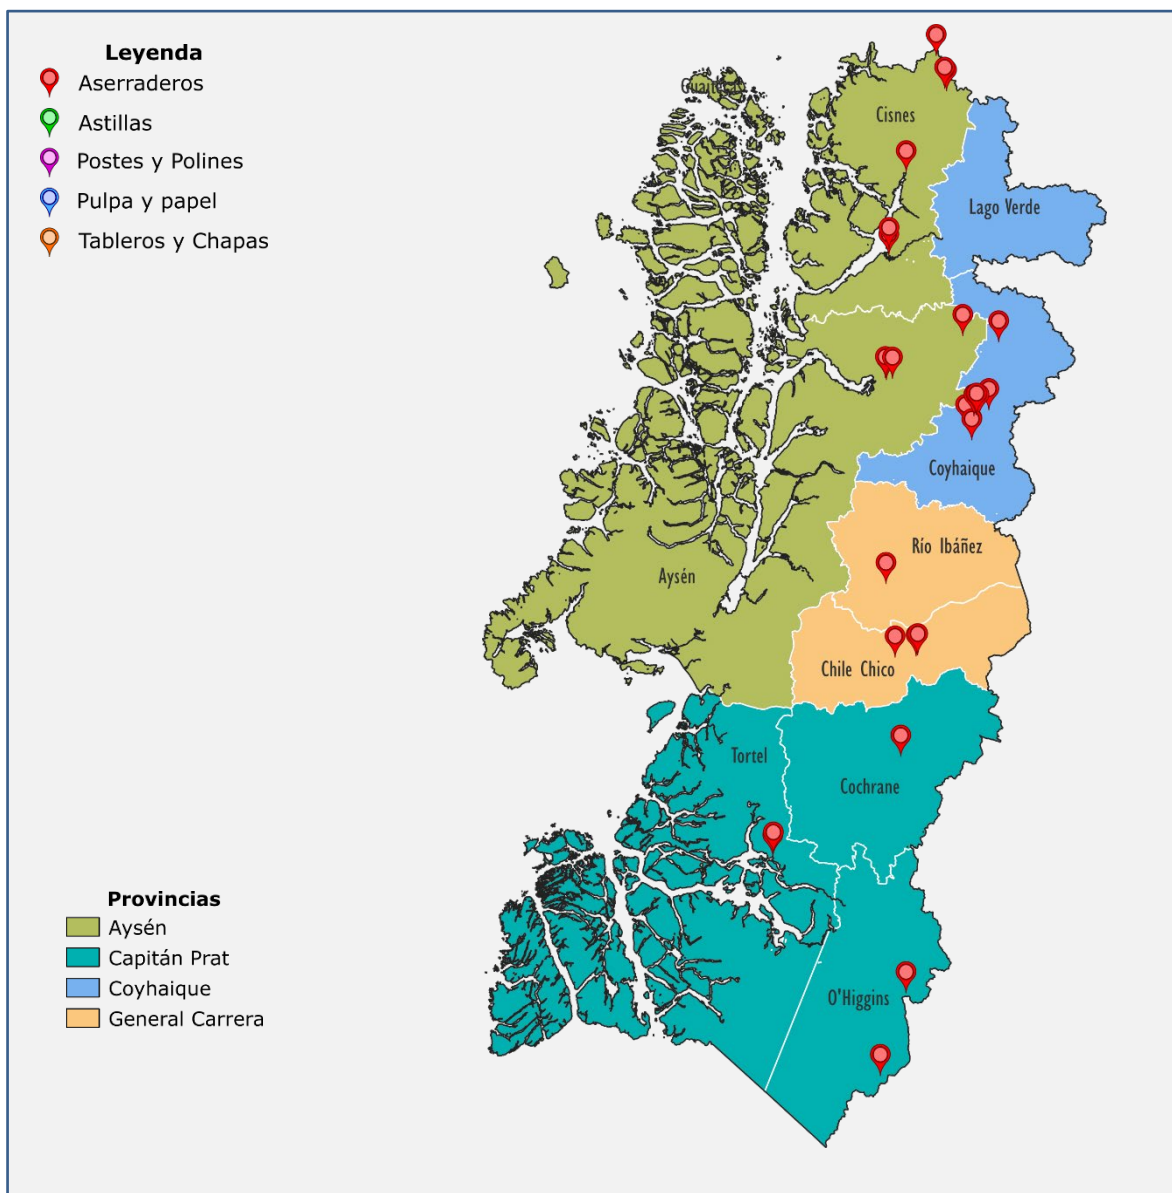 Leyenda
Aserraderos
Astillas
Postes y Polines
Pulpa y papel
Tableros y Chapas
Guaitecas
Cisnes
Lago Verde
Coyhaique
Río Ibáñez
Aysén
Chile Chico
Tortel
Cochrane
O'Higgins
Provincias
Aysén
Capitán Prat
Coyhaique
General Carrera